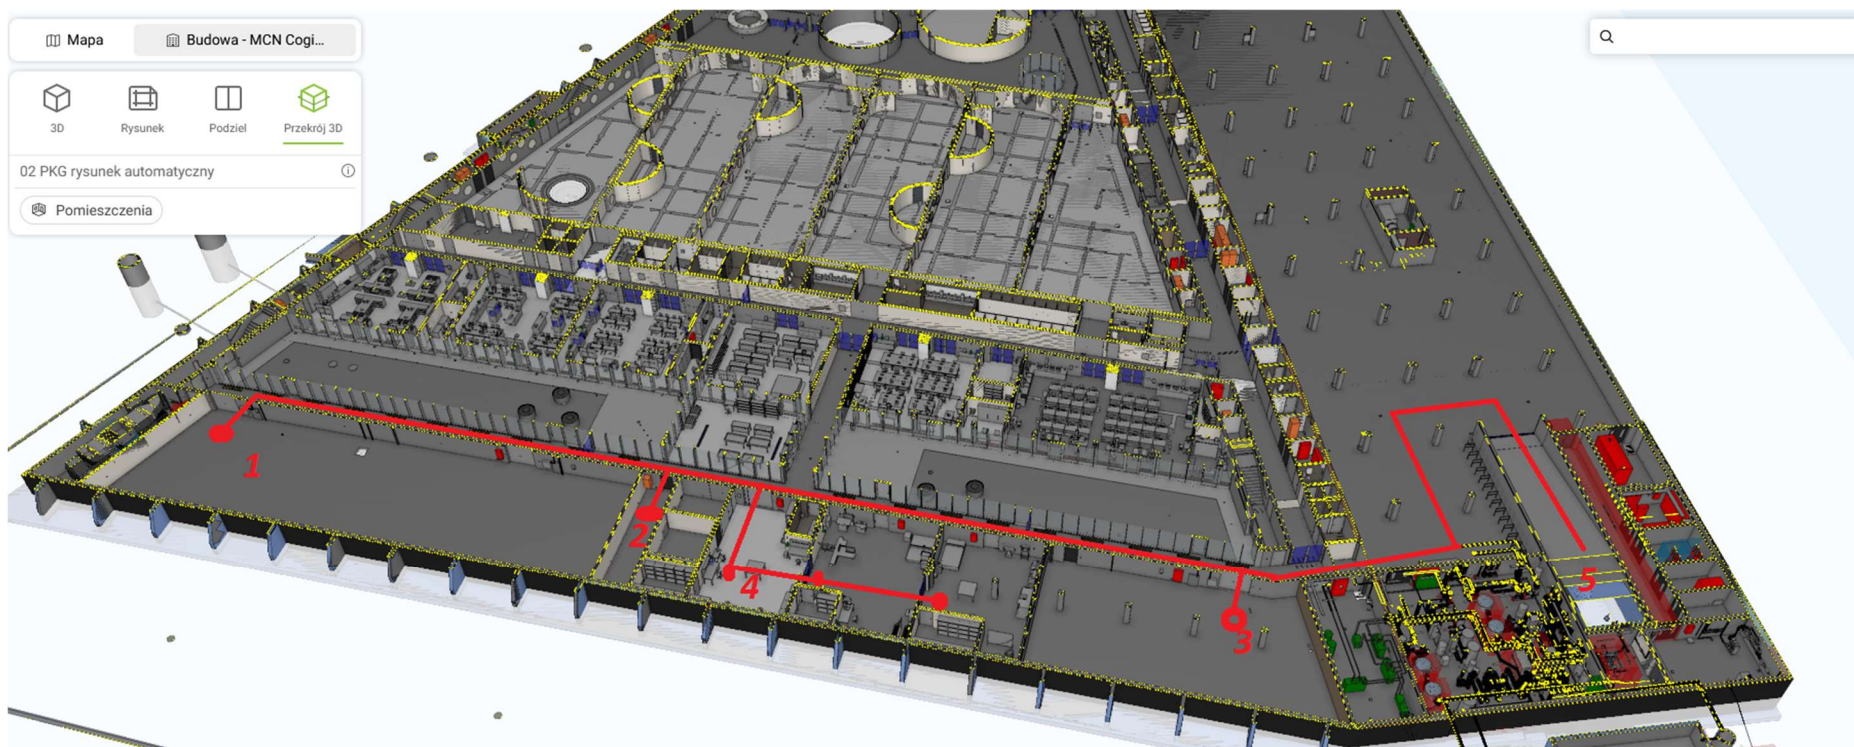 Mapa
Budowa - MCN Cogi...
3D
Rysunek
Podziel
Przekrój 3D
02 PKG rysunek automatyczny
Pomieszczenia
1
2
4
3
5